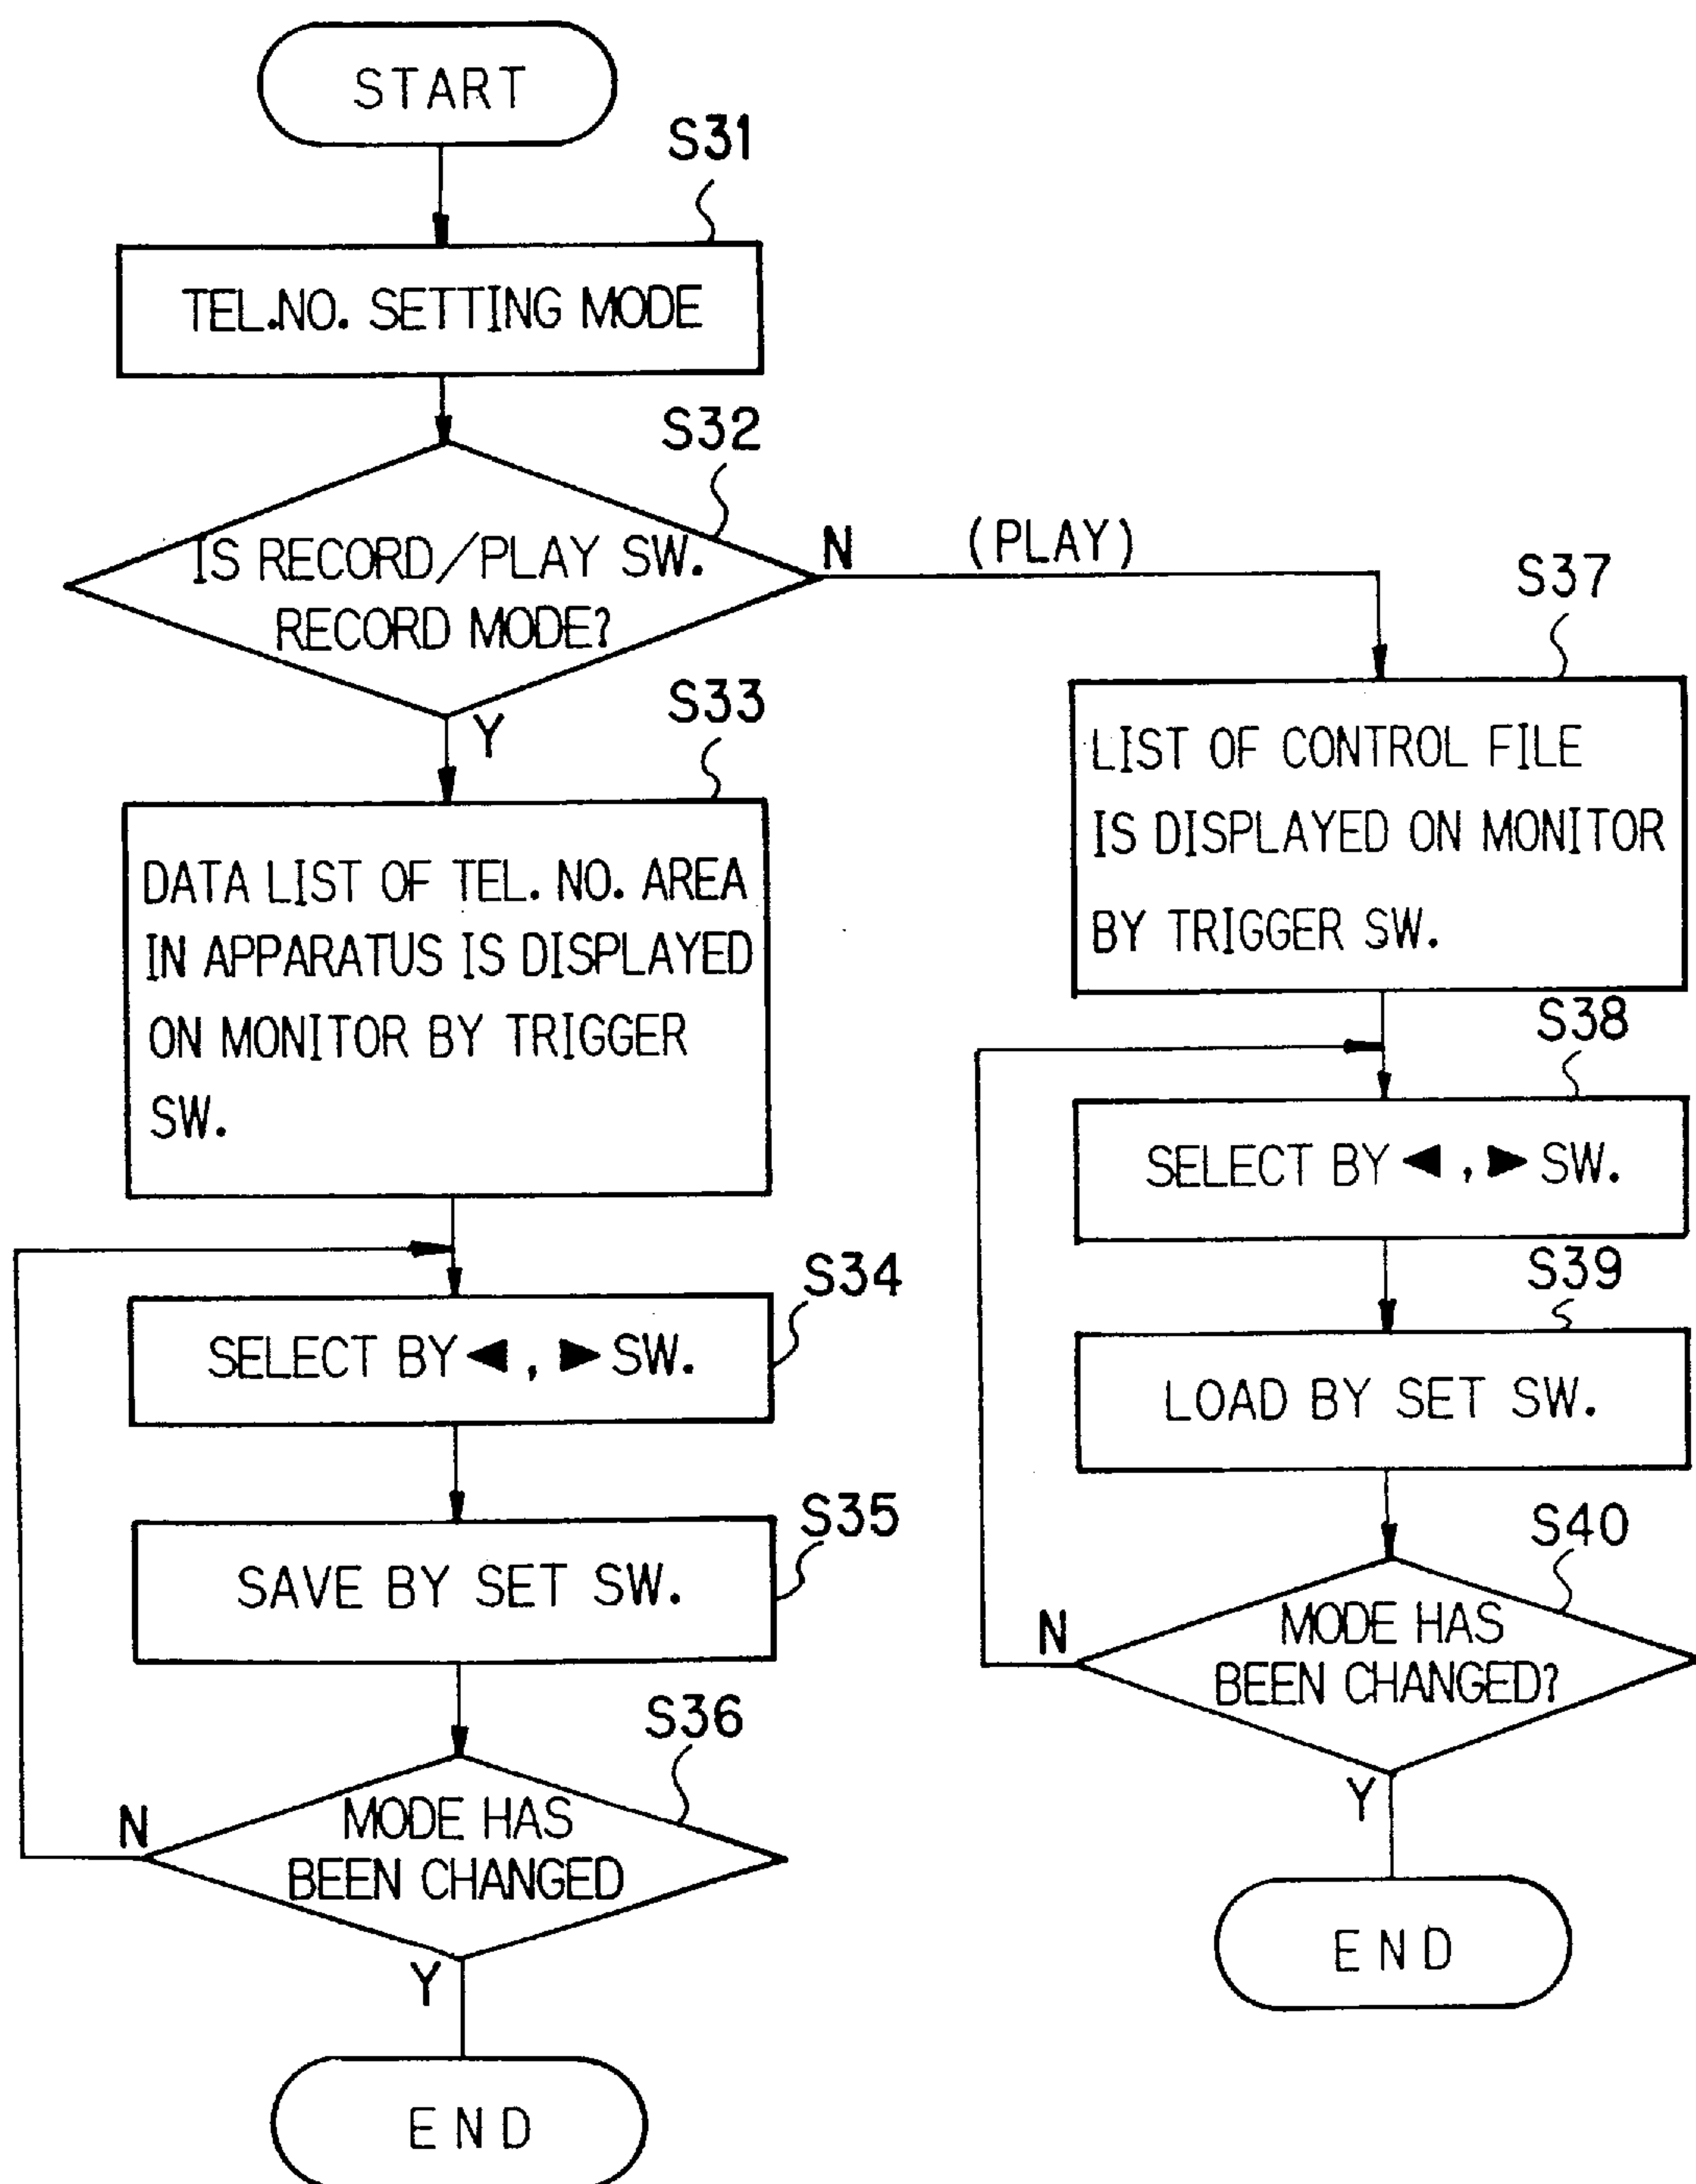 START
S31
TEL.NO. SETTING MODE
S32
IS RECORD/PLAY SW.
RECORD MODE?
N (PLAY)
Y
S33
DATA LIST OF TEL. NO. AREA
IN APPARATUS IS DISPLAYED
ON MONITOR BY TRIGGER
SW.
S34
SELECT BY ◀ , ▶ SW.
S35
SAVE BY SET SW.
S36
MODE HAS
BEEN CHANGED
N
Y
END
S37
LIST OF CONTROL FILE
IS DISPLAYED ON MONITOR
BY TRIGGER SW.
S38
SELECT BY ◀ , ▶ SW.
S39
LOAD BY SET SW.
S40
MODE HAS
BEEN CHANGED?
N
Y
END